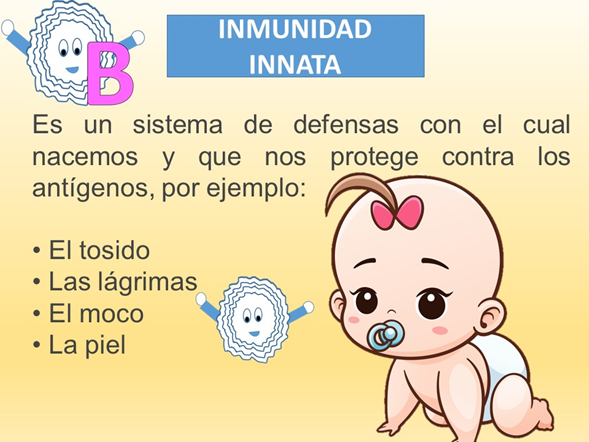 INMUNIDAD
INNATA
B
Es un sistema de defensas con el cual
nacemos y que nos protege contra los
antígenos, por ejemplo:
• El tosido
• Las lágrimas
• El moco
• La piel